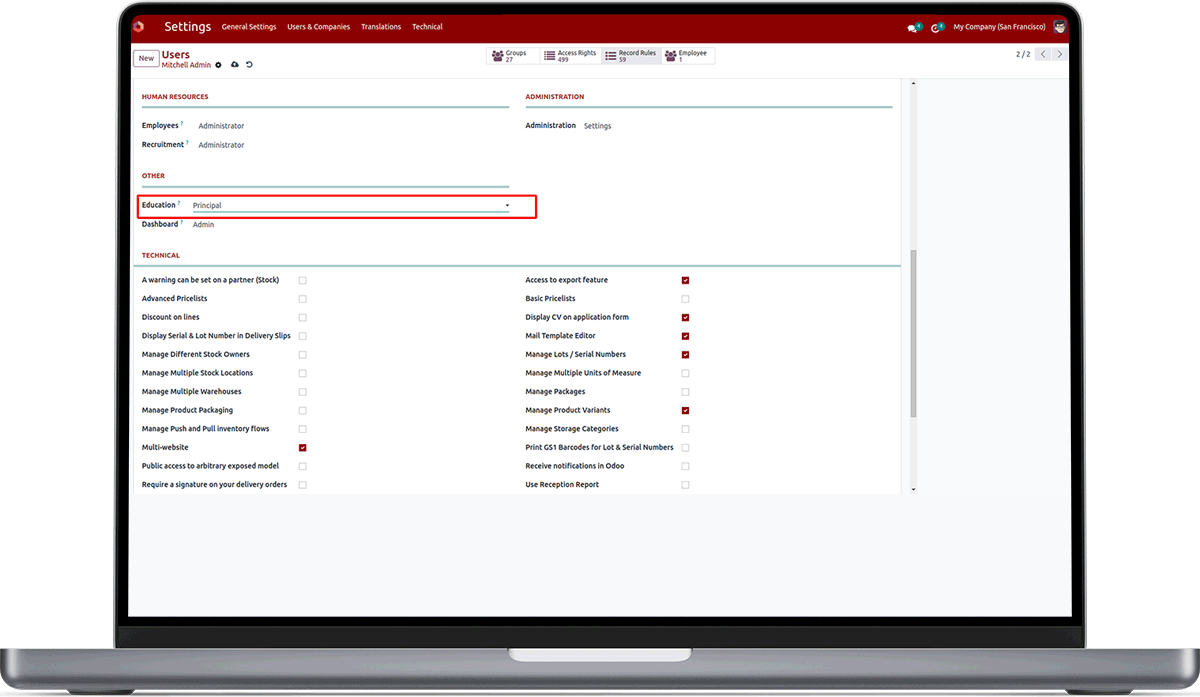 Settings General Settings Users & Companies Translations Technical 4 4 My Company (San Francisco)
New Users Mitchell Admin
Groups 27 Access Rights 499 Record Rules 59 Employee 1 2 / 2
HUMAN RESOURCES
Employees ? Administrator
Recruitment ? Administrator
ADMINISTRATION
Administration Settings
OTHER
Education ? Principal
Dashboard ? Admin
TECHNICAL
A warning can be set on a partner (Stock) Access to export feature
Advanced Pricelists Basic Pricelists
Discount on lines Display CV on application form
Display Serial & Lot Number in Delivery Slips Mail Template Editor
Manage Different Stock Owners Manage Lots / Serial Numbers
Manage Multiple Stock Locations Manage Multiple Units of Measure
Manage Multiple Warehouses Manage Packages
Manage Product Packaging Manage Product Variants
Manage Push and Pull inventory flows Manage Storage Categories
Multi-website Print GS1 Barcodes for Lot & Serial Numbers
Public access to arbitrary exposed model Receive notifications in Odoo
Require a signature on your delivery orders Use Reception Report